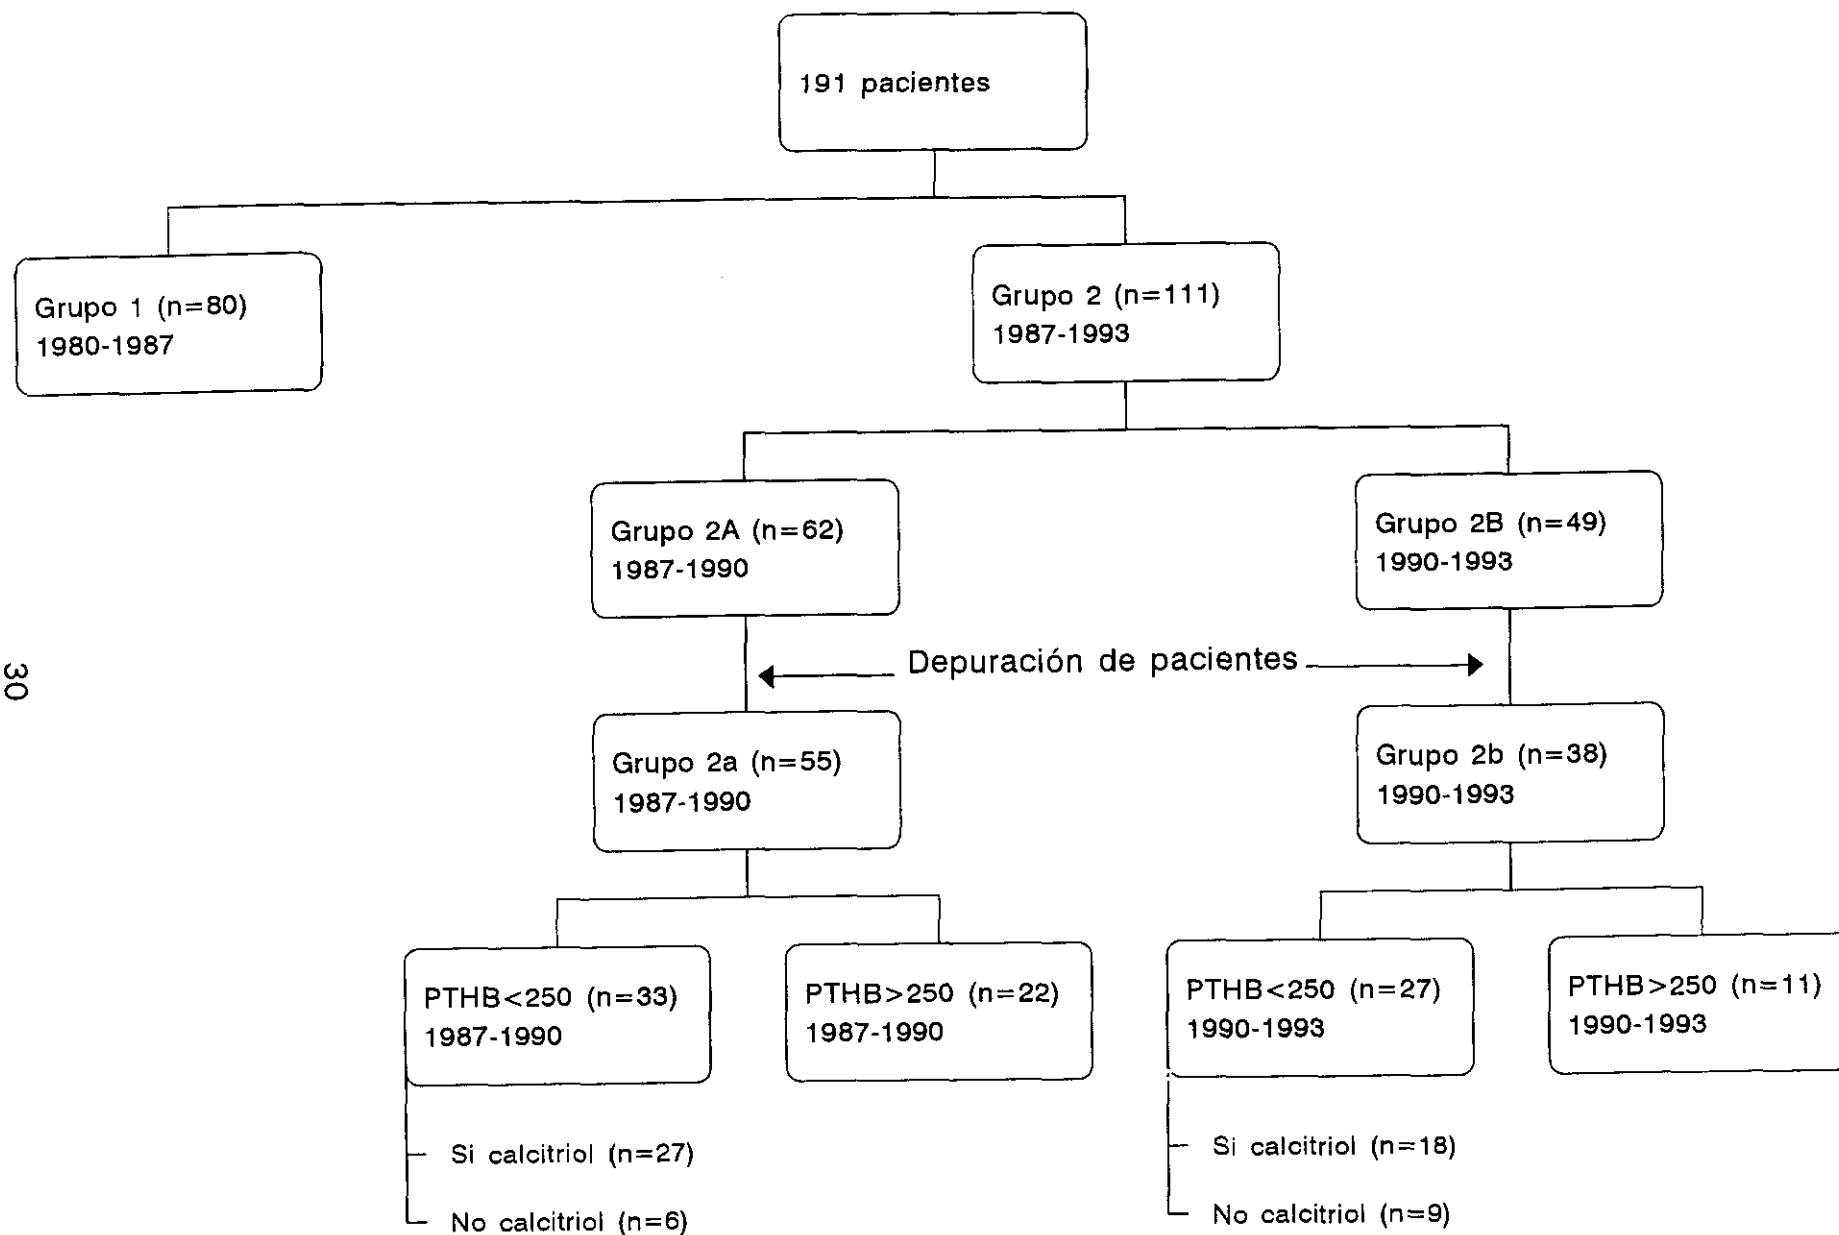 191 pacientes
Grupo 1 (n=80)
1980-1987
Grupo 2 (n=111)
1987-1993
Grupo 2A (n=62)
1987-1990
Grupo 2B (n=49)
1990-1993
Depuración de pacientes
Grupo 2a (n=55)
1987-1990
Grupo 2b (n=38)
1990-1993
PTHB<250 (n=33)
1987-1990
PTHB>250 (n=22)
1987-1990
PTHB<250 (n=27)
1990-1993
PTHB>250 (n=11)
1990-1993
Si calcitriol (n=27)
No calcitriol (n=6)
Si calcitriol (n=18)
No calcitriol (n=9)
30